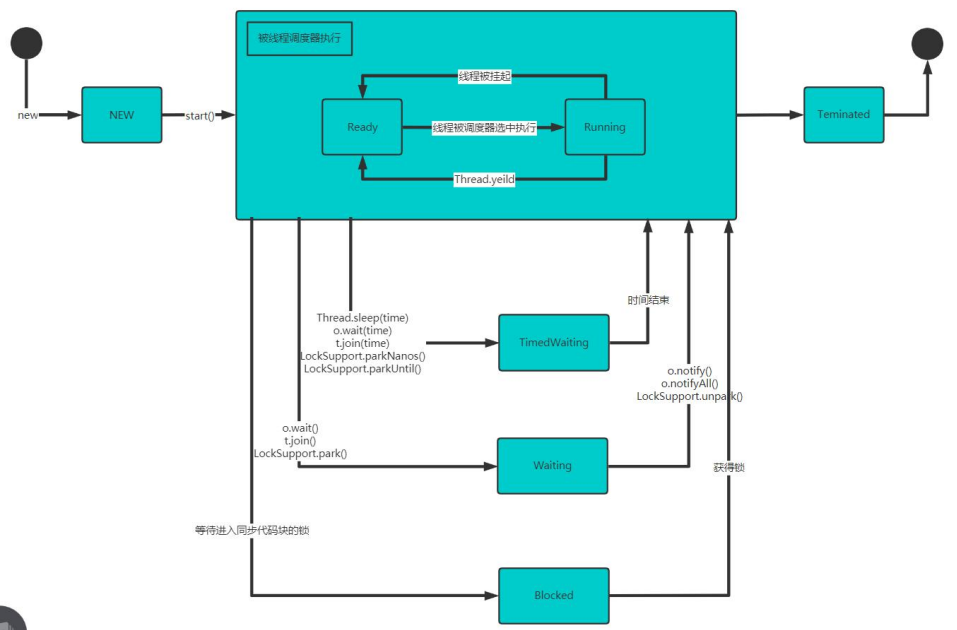 被线程调度器执行
线程被挂起
new
NEW
start()
Ready
线程被调度器选中执行
Running
Teminated
Thread.yeild
时间结束
Thread.sleep(time)
o.wait(time)
t.join(time)
LockSupport.parkNanos()
LockSupport.parkUntil()
TimedWaiting
o.notify()
o.notifyAll()
LockSupport.unpark()
o.wait()
t.join()
LockSupport.park()
Waiting
获得锁
等待进入同步代码块的锁
Blocked